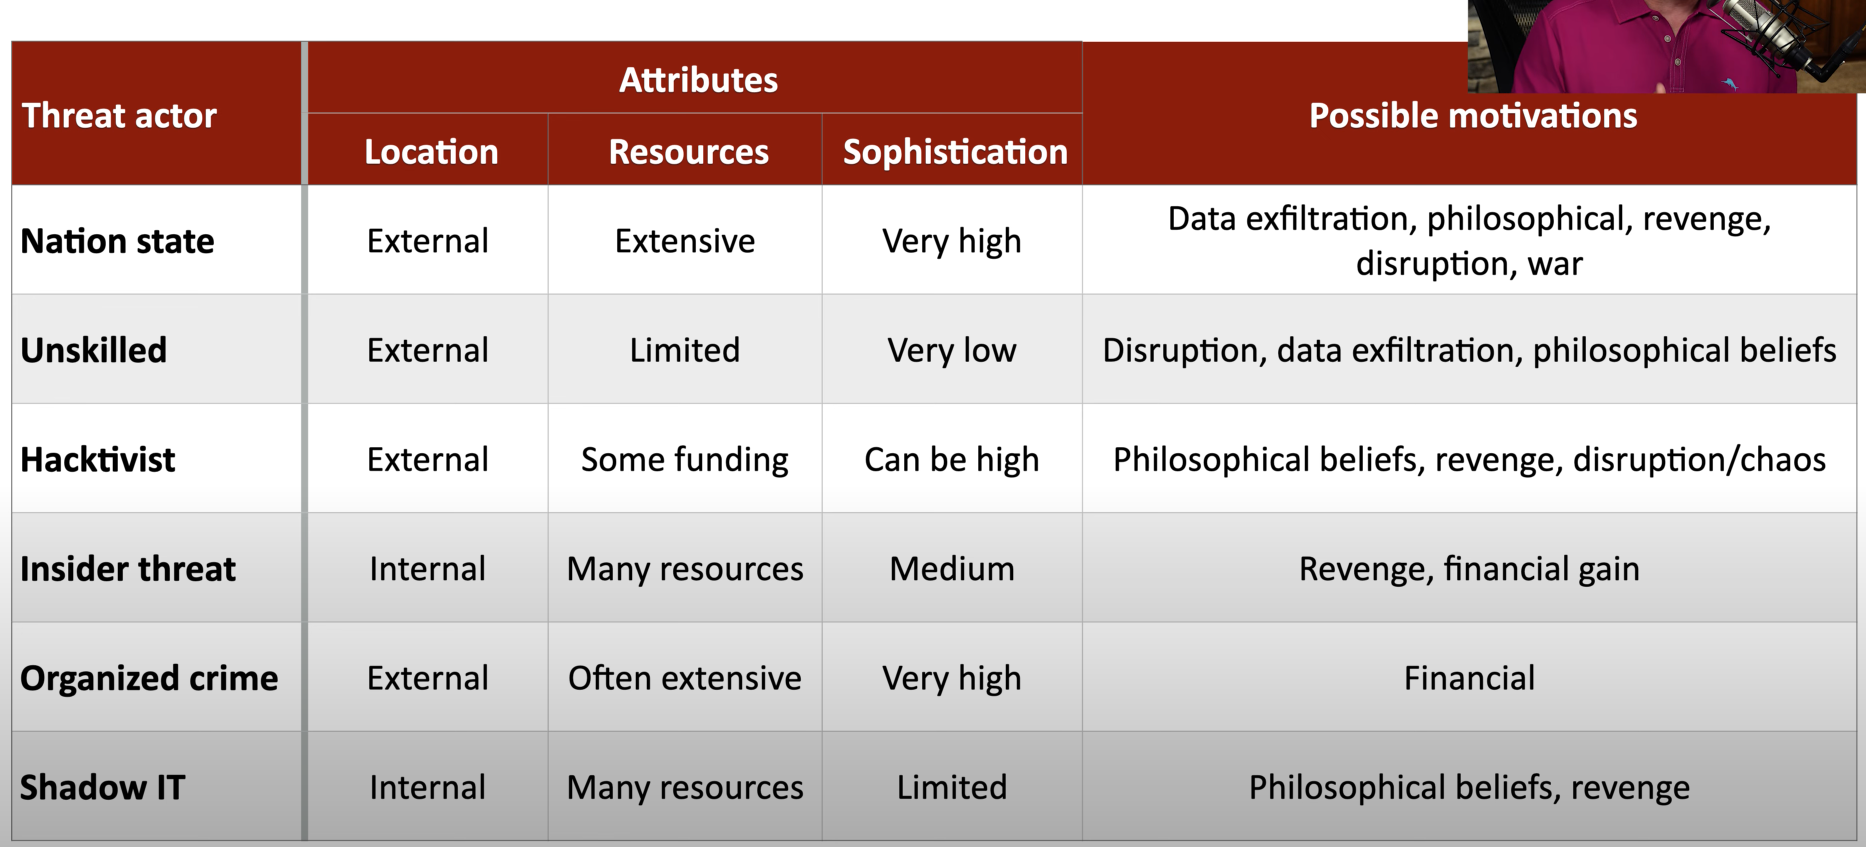 Threat actor
Attributes
Possible motivations
Location
Resources
Sophistication
Nation state
External
Extensive
Very high
Data exfiltration, philosophical, revenge,
disruption, war
Unskilled
External
Limited
Very low
Disruption, data exfiltration, philosophical beliefs
Hacktivist
External
Some funding
Can be high
Philosophical beliefs, revenge, disruption/chaos
Insider threat
Internal
Many resources
Medium
Revenge, financial gain
Organized crime
External
Often extensive
Very high
Financial
Shadow IT
Internal
Many resources
Limited
Philosophical beliefs, revenge